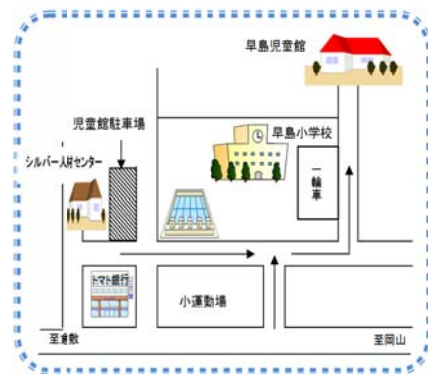 早島児童館
児童館駐車場
早島小学校
シルバー人材センター
一輪車
トマト銀行
小運動場
至倉敷
至岡山